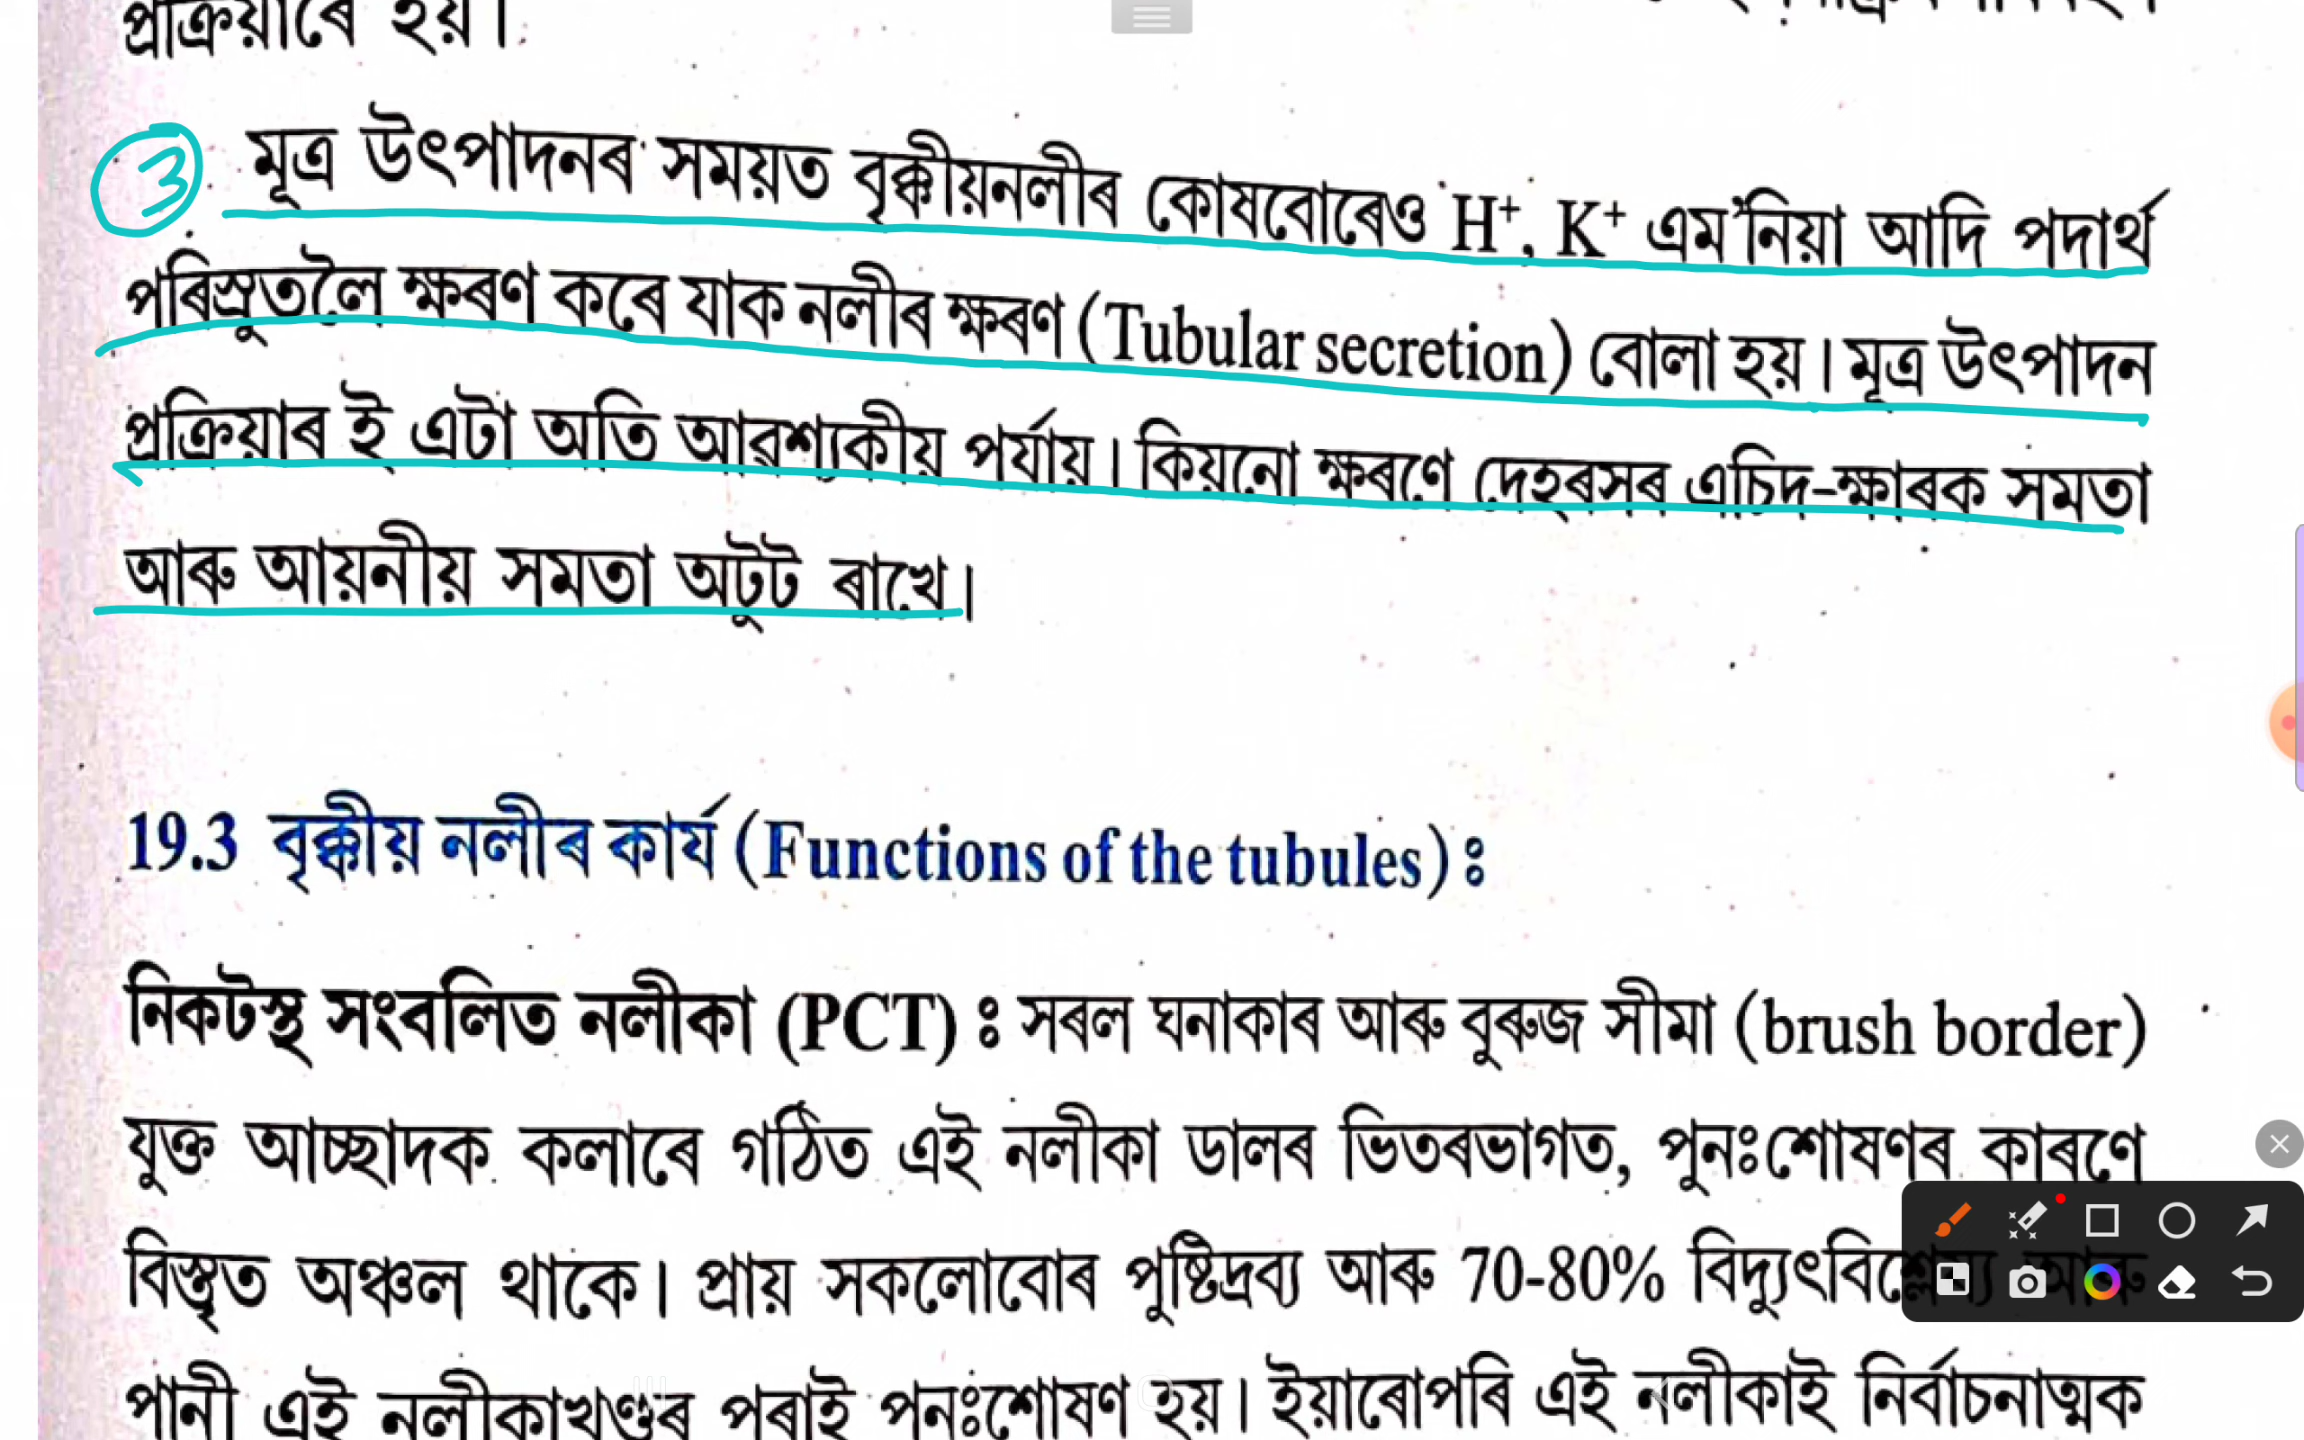 প্ৰক্ৰিয়াৰে হয়।
3 মূত্ৰ উৎপাদনৰ সময়ত বৃক্কীয়নলীৰ কোষবোৰেও H⁺, K⁺ এম'নিয়া আদি পদাৰ্থ
পৰিস্ৰুতলৈ ক্ষৰণ কৰে যাক নলীৰ ক্ষৰণ (Tubular secretion) বোলা হয়। মূত্ৰ উৎপাদন
প্ৰক্ৰিয়াৰ ই এটা অতি আৱশ্যকীয় পৰ্যায়। কিয়নো ক্ষৰণে দেহৰসৰ এচিদ-ক্ষাৰক সমতা
আৰু আয়নীয় সমতা অটুট ৰাখে।
19.3 বৃক্কীয় নলীৰ কাৰ্য (Functions of the tubules) ঃ
নিকটস্থ সংবলিত নলীকা (PCT) ঃ সৰল ঘনাকাৰ আৰু বুৰুজ সীমা (brush border)
যুক্ত আচ্ছাদক কলাৰে গঠিত এই নলীকা ডালৰ ভিতৰভাগত, পুনঃশোষণৰ কাৰণে
বিস্তৃত অঞ্চল থাকে। প্ৰায় সকলোবোৰ পুষ্টিদ্ৰব্য আৰু 70-80% বিদ্যুৎবিশ্লেষ্য আৰু
পানী এই নলীকাখণ্ডৰ পৰাই পুনঃশোষণ হয়। ইয়াৰোপৰি এই নলীকাই নিৰ্বাচনাত্মক